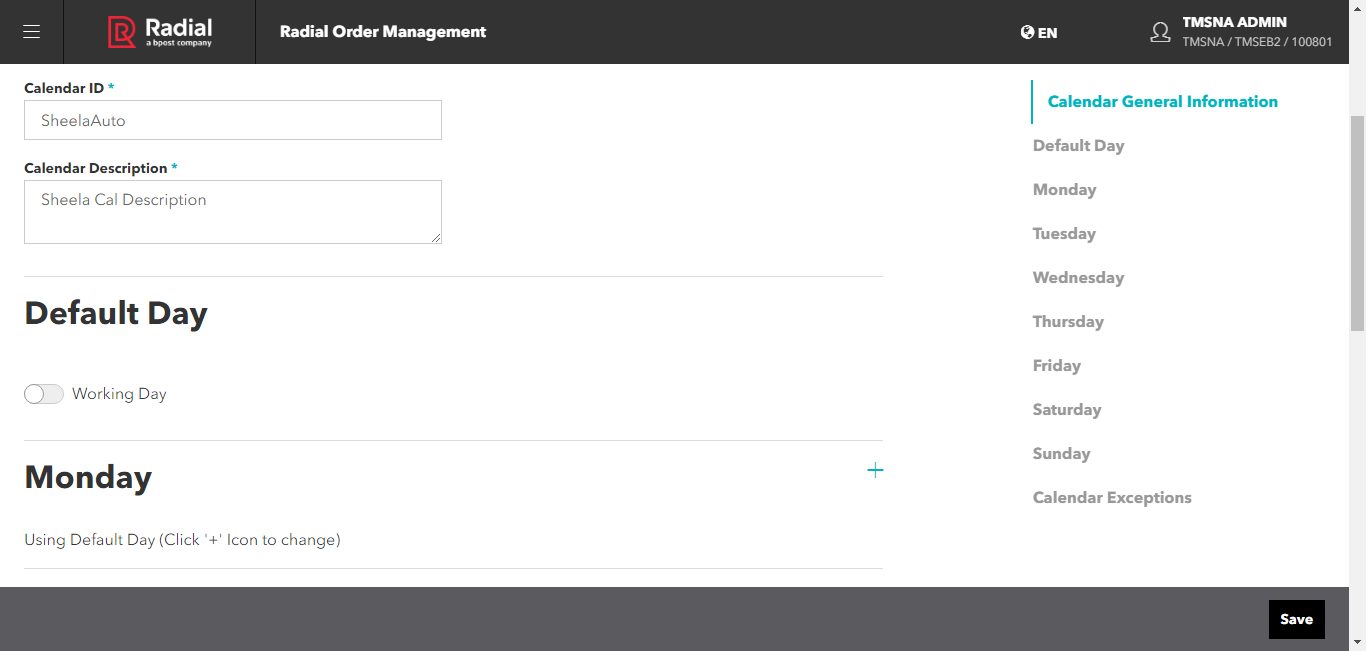 Radial
a bpost company
Radial Order Management
EN
TMSNA ADMIN
TMSNA / TMSEB2 / 100801
Calendar ID *
SheelaAuto
Calendar Description *
Sheela Cal Description
Default Day
Working Day
Monday
Using Default Day (Click '+' Icon to change)
Calendar General Information
Default Day
Monday
Tuesday
Wednesday
Thursday
Friday
Saturday
Sunday
Calendar Exceptions
Save